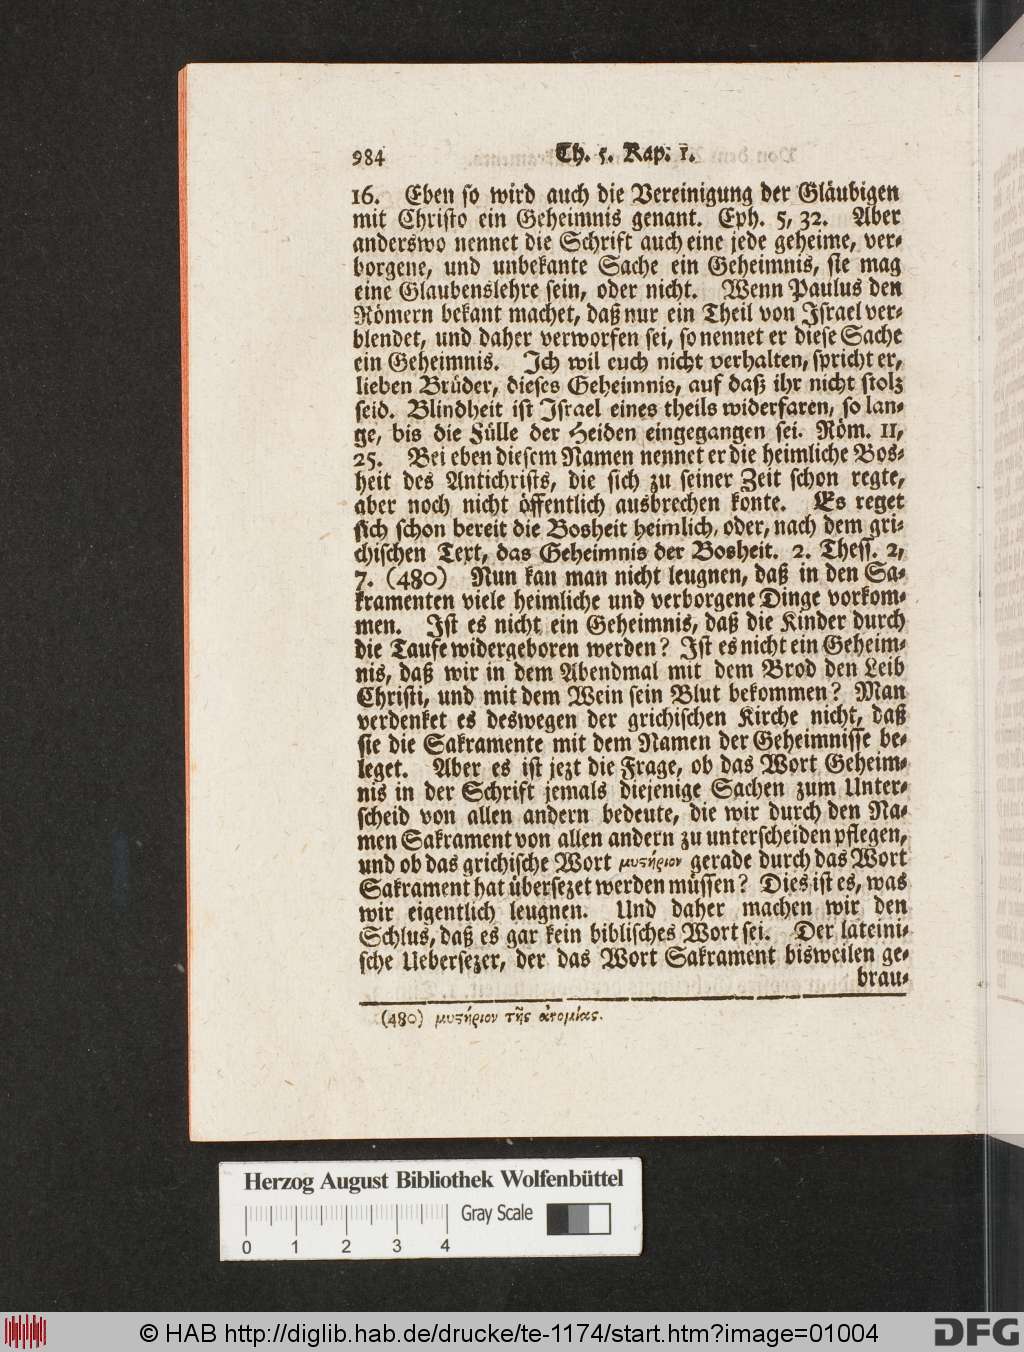 984 Th. 5. Kap. 1.
16. Eben so wird auch die Vereinigung der Gläubigen
mit Christo ein Geheimnis genant. Eph. 5, 32. Aber
anderswo nennet die Schrift auch eine jede geheime, ver-
borgene, und unbekante Sache ein Geheimnis, sie mag
eine Glaubenslehre sein, oder nicht. Wenn Paulus den
Römern bekant machet, daß nur ein Theil von Israel ver-
blendet, und daher verworfen sei, so nennet er diese Sache
ein Geheimnis. Ich wil euch nicht verhalten, spricht er,
lieben Brüder, dieses Geheimnis, auf daß ihr nicht stolz
seid. Blindheit ist Israel eines theils widerfaren, so lan-
ge, bis die Fülle der Heiden eingegangen sei. Röm. 11,
25. Bei eben diesem Namen nennet er die heimliche Bos-
heit des Antichrists, die sich zu seiner Zeit schon regte,
aber noch nicht öffentlich ausbrechen konte. Es reget
sich schon bereit die Bosheit heimlich, oder, nach dem gri-
chischen Text, das Geheimnis der Bosheit. 2. Thess. 2,
7. (480) Nun kan man nicht leugnen, daß in den Sa-
kramenten viele heimliche und verborgene Dinge vorkom-
men. Ist es nicht ein Geheimnis, daß die Kinder durch
die Taufe widergeboren werden? Ist es nicht ein Geheim-
nis, daß wir in dem Abendmal mit dem Brod den Leib
Christi, und mit dem Wein sein Blut bekommen? Man
verdenket es deswegen der grichischen Kirche nicht, daß
sie die Sakramente mit dem Namen der Geheimnisse be-
leget. Aber es ist jezt die Frage, ob das Wort Geheim-
nis in der Schrift jemals diejenige Sachen zum Unter-
scheid von allen andern bedeute, die wir durch den Na-
men Sakrament von allen andern zu unterscheiden pflegen,
und ob das grichische Wort μυςήριον gerade durch das Wort
Sakrament hat übersezet werden müssen? Dies ist es, was
wir eigentlich leugnen. Und daher machen wir den
Schlus, daß es gar kein biblisches Wort sei. Der lateini-
sche Uebersezer, der das Wort Sakrament bisweilen ge-
brau-
(480) μυςήριον τῆς ἀνομίας.
Herzog August Bibliothek Wolfenbüttel
Gray Scale
0 1 2 3 4
© HAB http://diglib.hab.de/drucke/te-1174/start.htm?image=01004
DFG